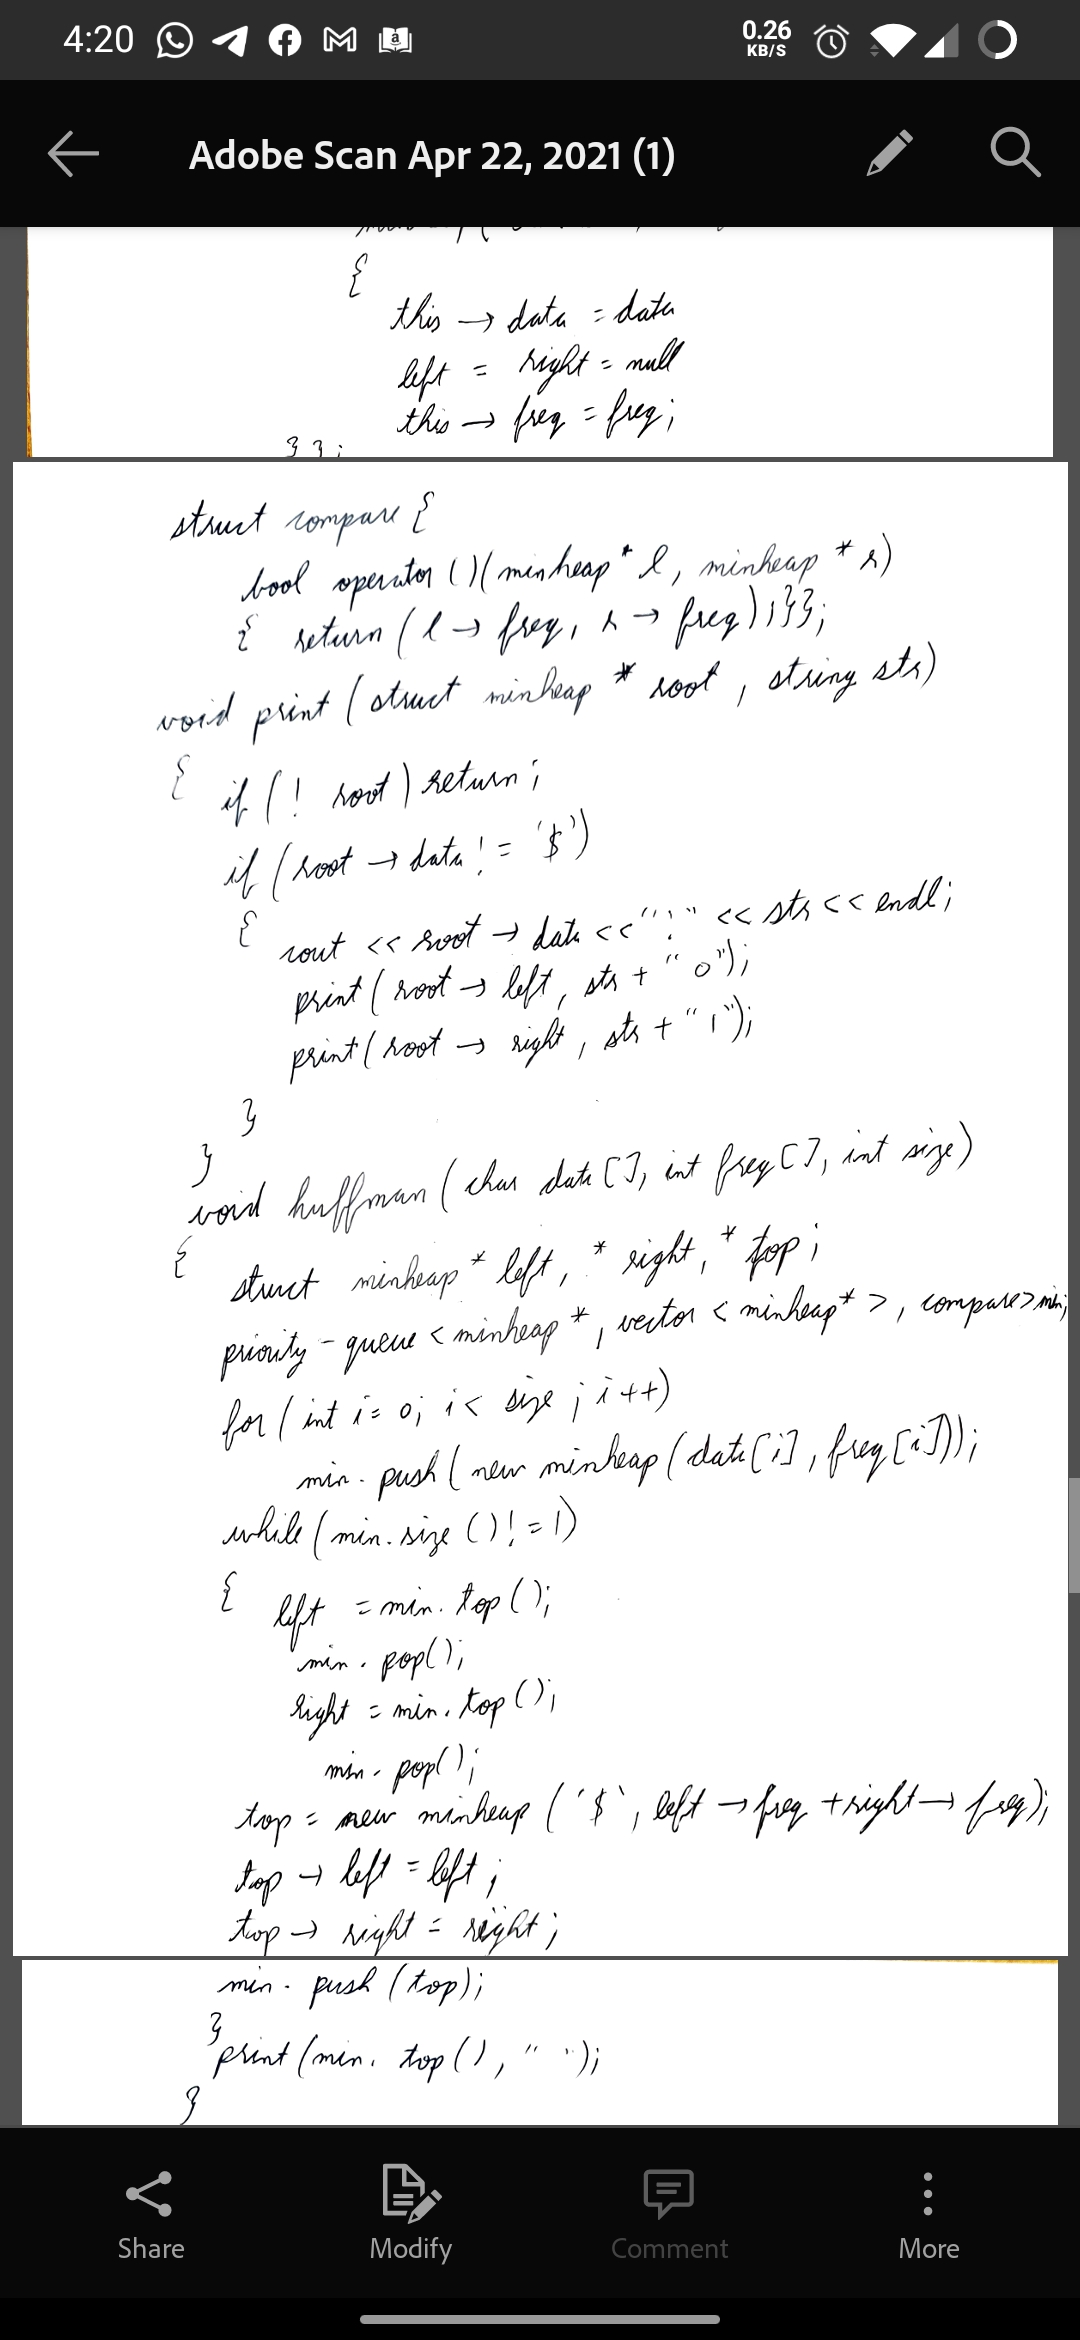 4:20
0.26
KB/S
Adobe Scan Apr 22, 2021 (1)
{
this → data = data
left = right = null
this → freq = freq;
}};
struct compare {
bool operator ()(minheap* l, minheap * r)
{ return (l → freq, r → freq);}};
void print (struct minheap * root, string str)
{ if (! root) return;
if (root → data != '$')
{
cout << root → data << ":" << str << endl;
print (root → left, str + "0");
print (root → right, str + "1");
}
}
void huffman (char data [], int freq [], int size)
{
struct minheap * left, * right, * top;
priority-queue < minheap *, vector < minheap* >, compare> min;
for (int i= 0; i< size; i++)
min. push (new minheap (data [i], freq [i]));
while (min. size ()! = 1)
{ left = min. top ();
min. pop();
right = min. top ();
min. pop();
top = new minheap ('$', left → freq + right → freq);
top → left = left;
top → right = right;
min. push (top);
}
print (min. top (), " ");
}
Share
Modify
Comment
More